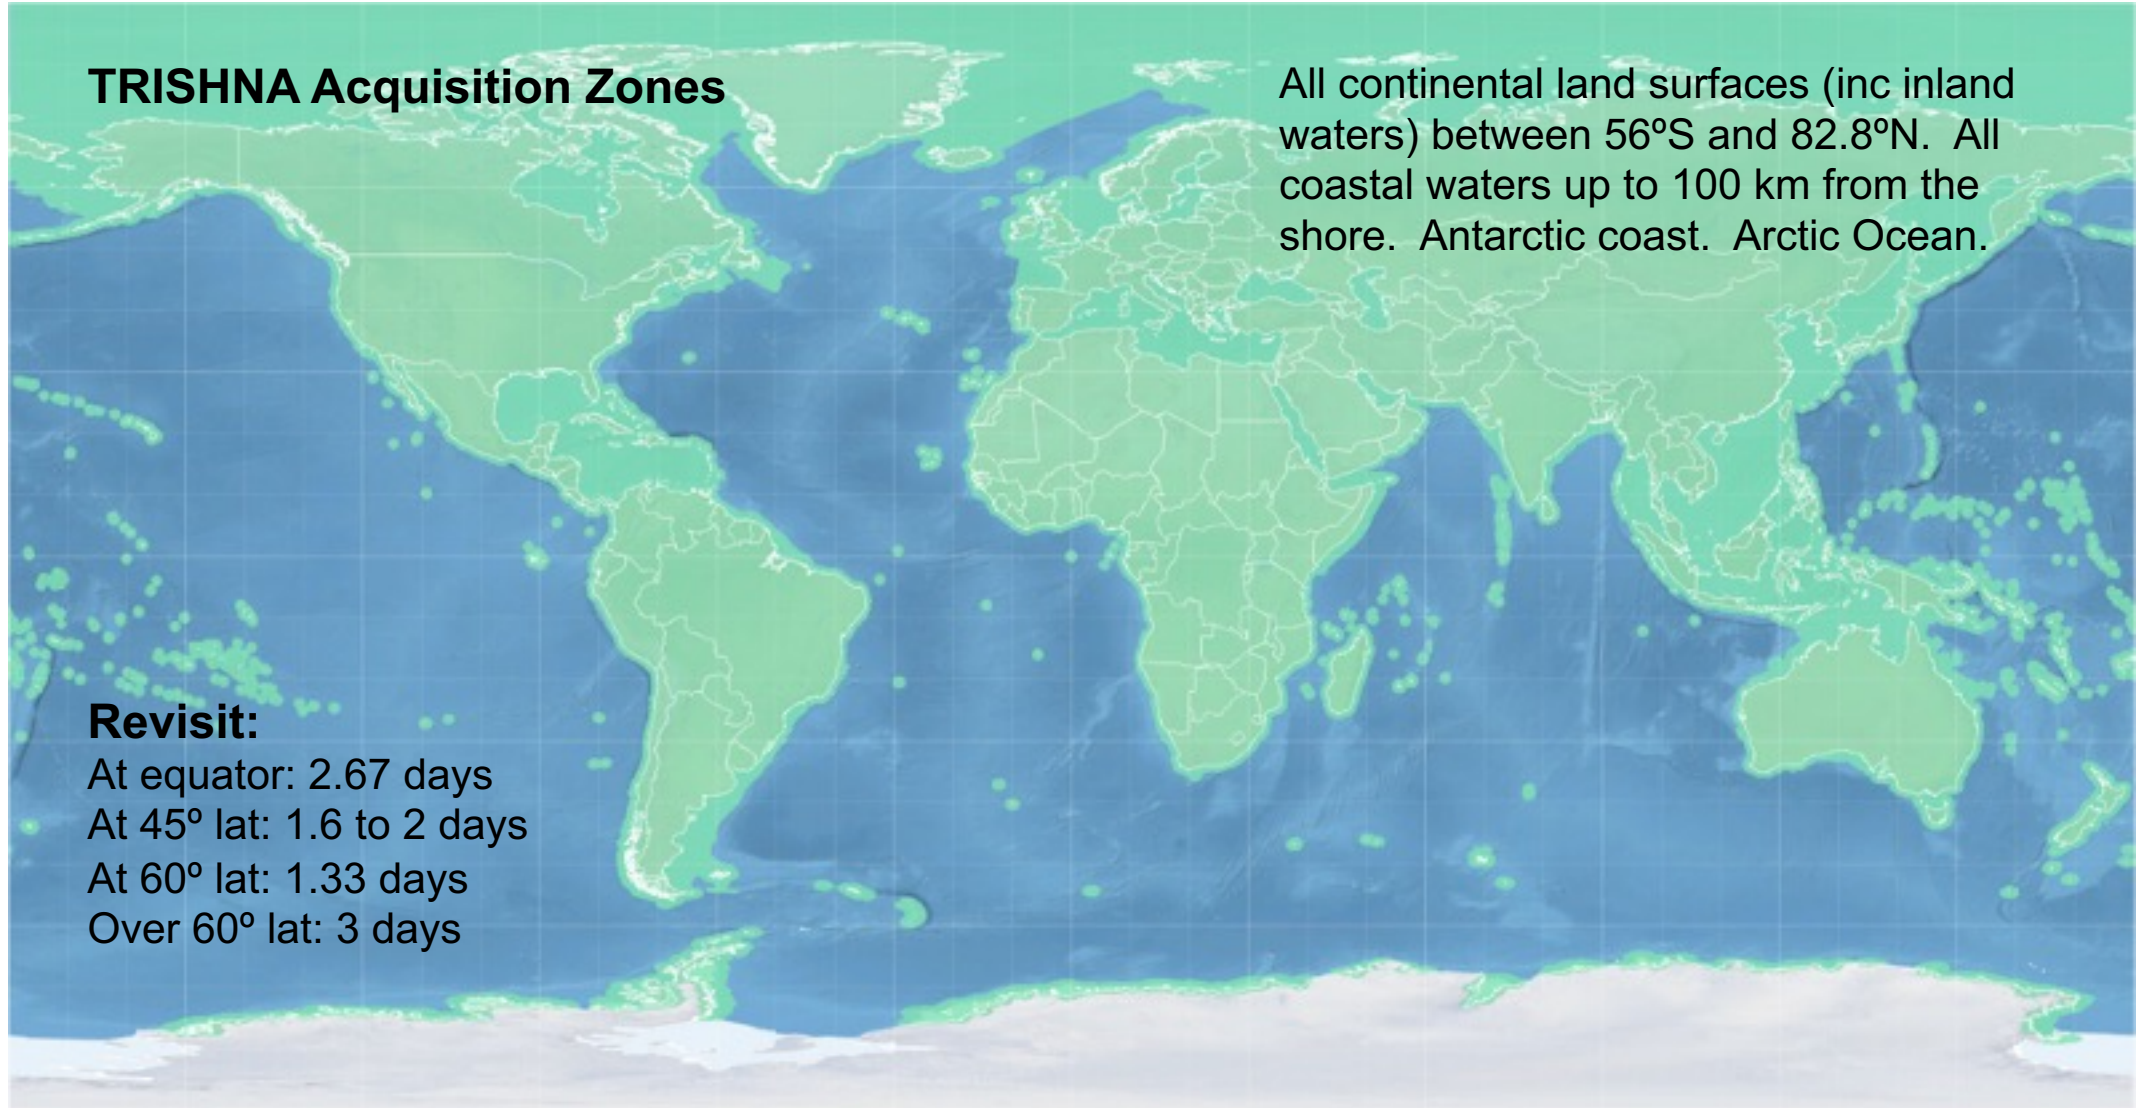 TRISHNA Acquisition Zones
All continental land surfaces (inc inland
waters) between 56ºS and 82.8ºN.  All
coastal waters up to 100 km from the
shore.  Antarctic coast.  Arctic Ocean.
Revisit:
At equator: 2.67 days
At 45º lat: 1.6 to 2 days
At 60º lat: 1.33 days
Over 60º lat: 3 days